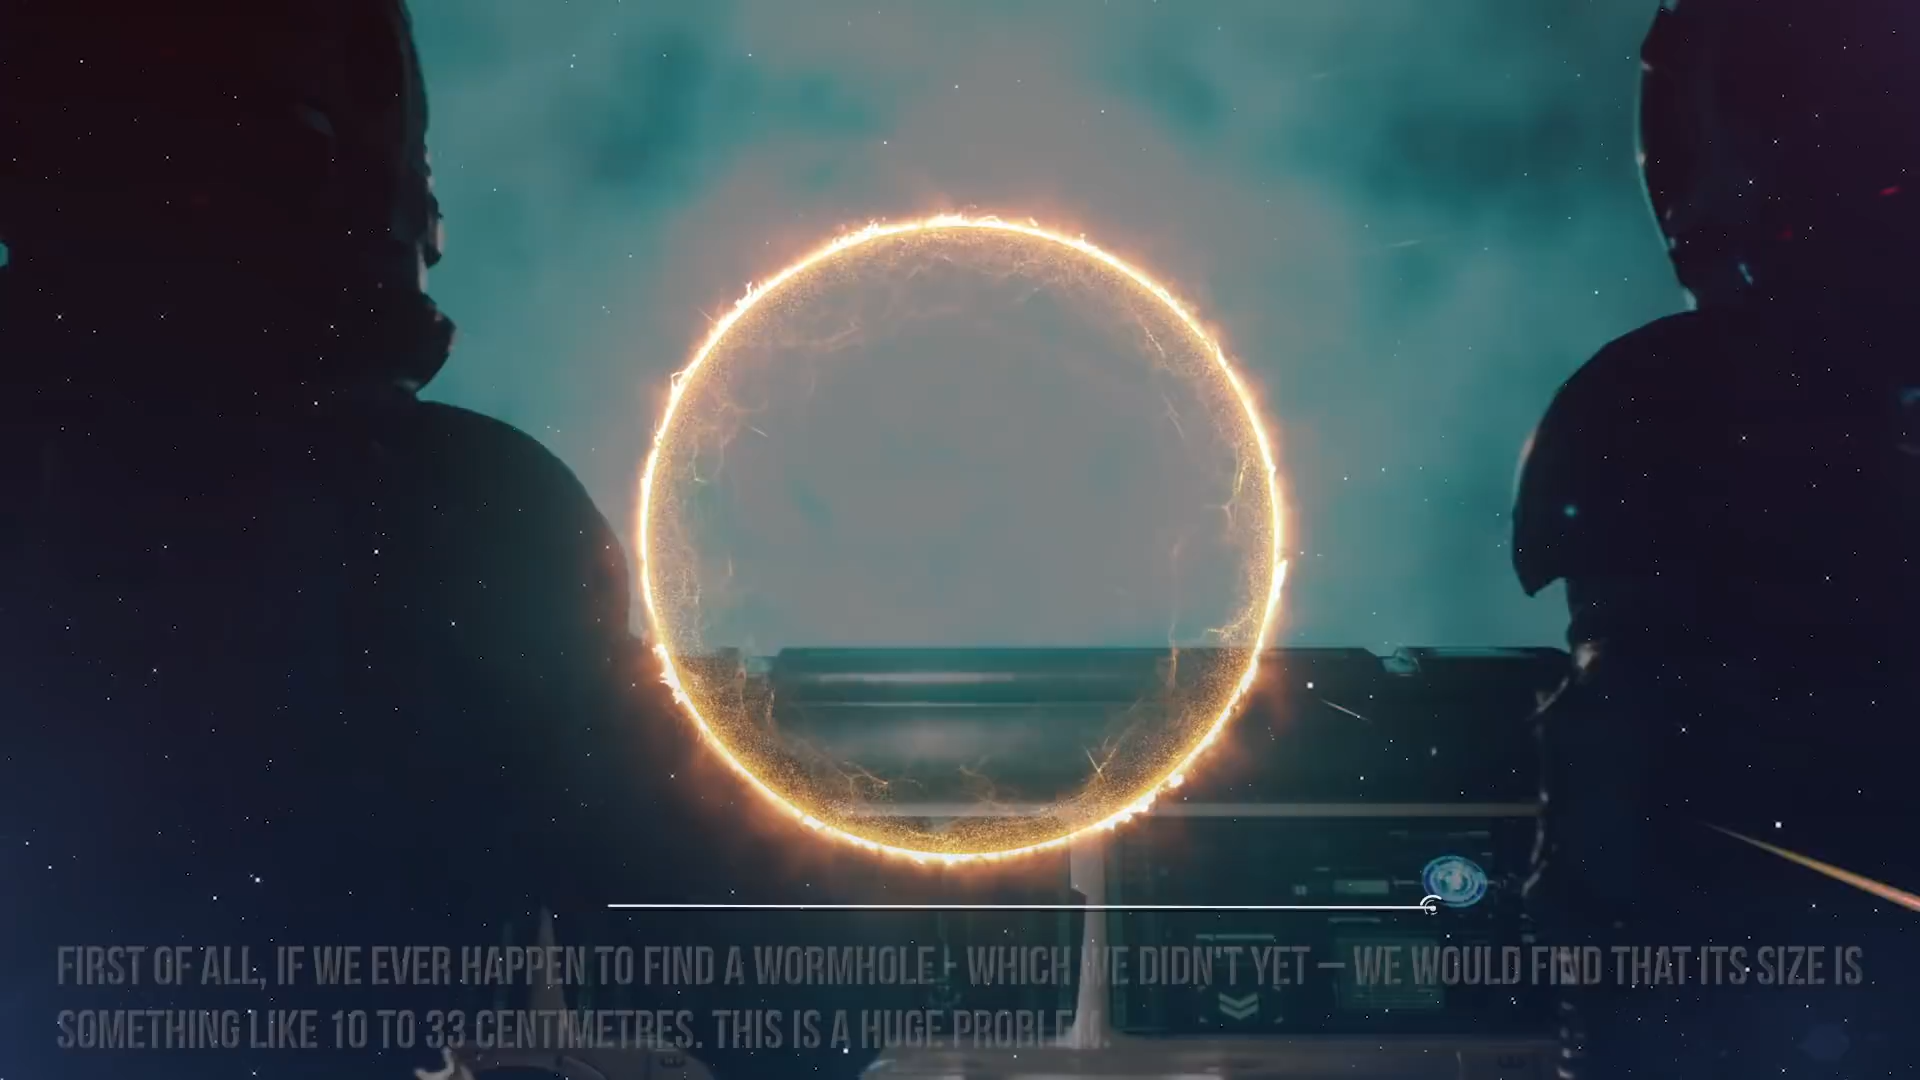 FIRST OF ALL, IF WE EVER HAPPEN TO FIND A WORMHOLE - WHICH WE DIDN'T YET – WE WOULD FIND THAT ITS SIZE IS
SOMETHING LIKE 10 TO 33 CENTIMETRES. THIS IS A HUGE PROBLEM.